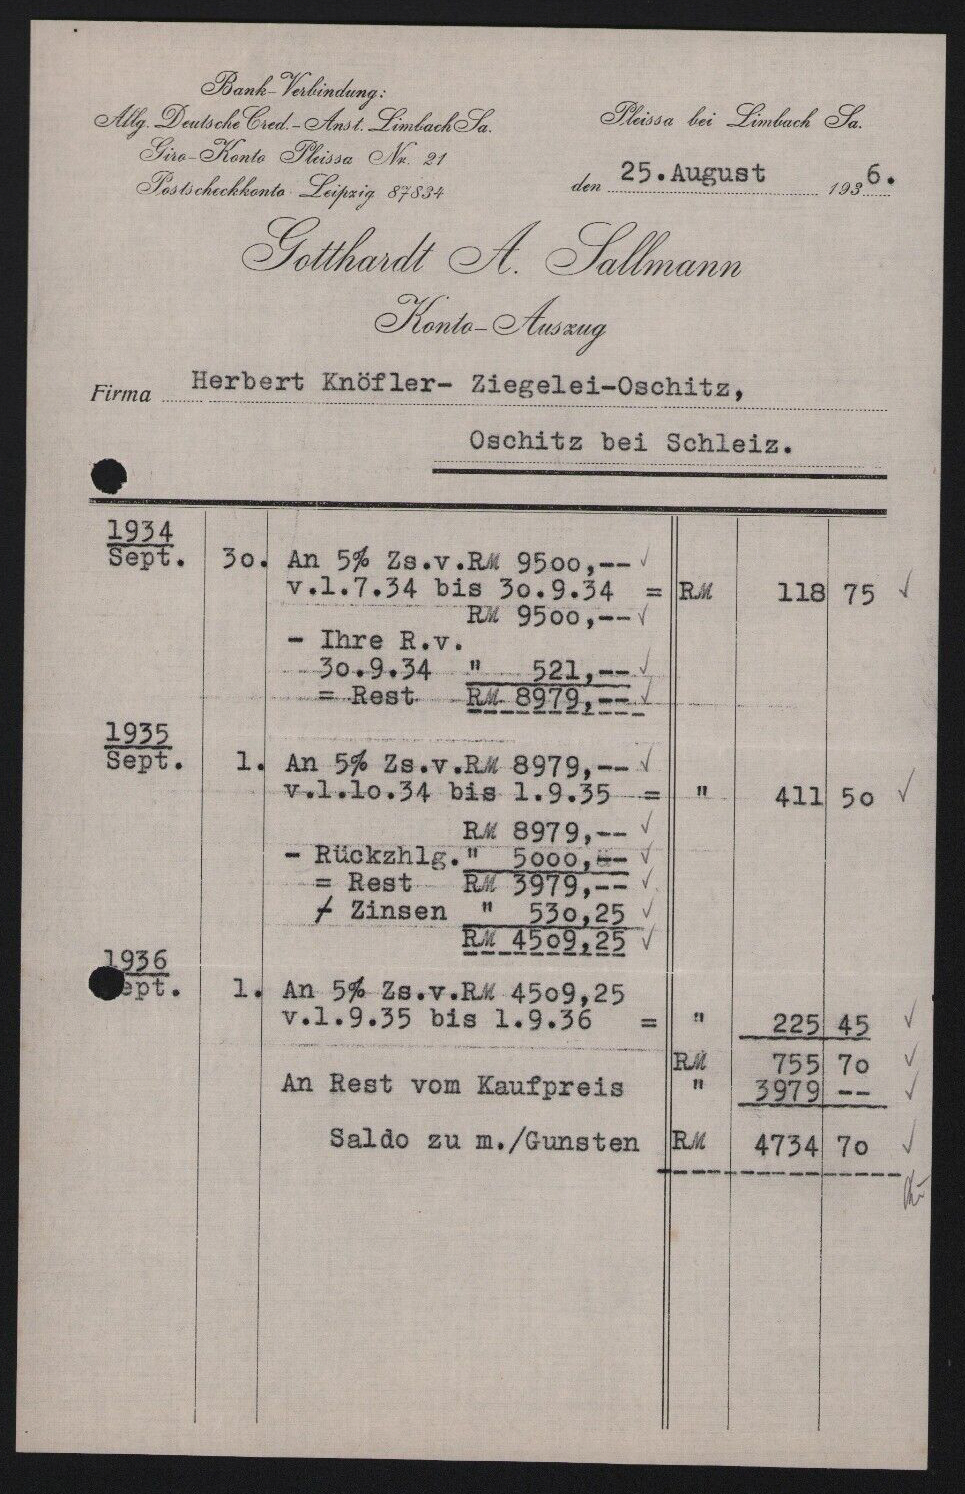 Bank-Verbindung:
Allg. Deutsche Cred.-Anst. Limbach Sa.
Giro-Konto Pleissa Nr. 21
Postscheckkonto Leipzig 87834
Pleissa bei Limbach Sa.
den 25.August 1936.
Gotthardt A. Sallmann
Konto-Auszug
Firma Herbert Knöfler- Ziegelei-Oschitz,
Oschitz bei Schleiz.
1934
Sept. 3o. An 5% Zs.v.RM 95oo,--
v.1.7.34 bis 3o.9.34 = RM 118 75
RM 95oo,--
- Ihre R.v.
3o.9.34 " 521,--
= Rest RM 8979,--
1935
Sept. 1. An 5% Zs.v.RM 8979,--
v.1.1o.34 bis 1.9.35 = " 411 5o
RM 8979,--
- Rückzhlg." 5ooo,--
= Rest RM 3979,--
+ Zinsen " 53o,25
RM 45o9,25
1936
ept. 1. An 5% Zs.v.RM 45o9,25
v.1.9.35 bis 1.9.36 = " 225 45
RM 755 7o
An Rest vom Kaufpreis " 3979 --
Saldo zu m./Gunsten RM 4734 7o